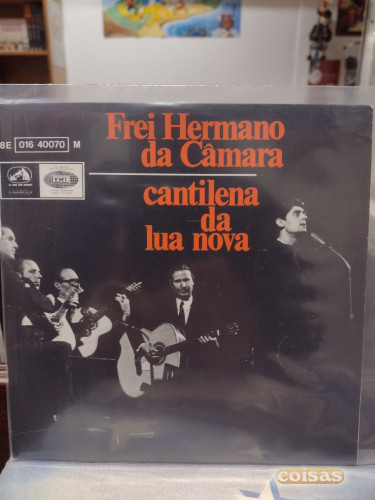 8E 016 40070 M
Frei Hermano
da Câmara
cantilena
da
lua nova
EMI
coisas